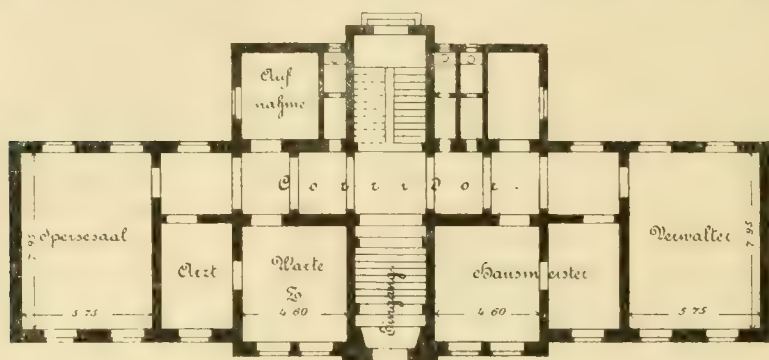 Auf
nahme
Corridor.
Speisesaal
Arzt
Warte
Z
Eingang.
Hausmeister
Verwalter
7 95
7 95
5 75
4 60
4 60
5 75